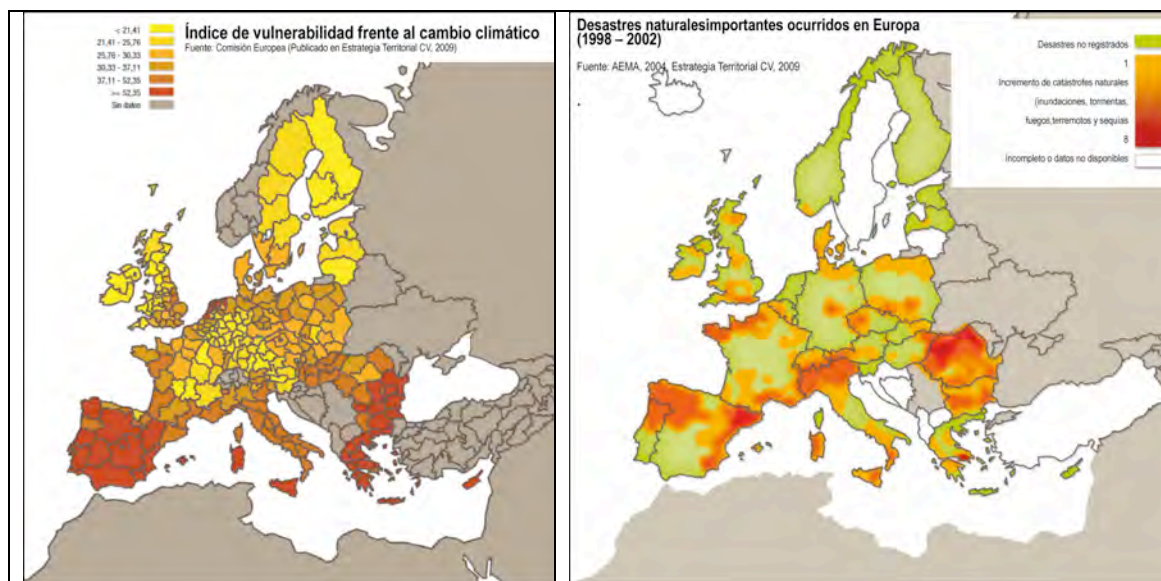 < 21,41
21,41 - 25,76
25,76 - 30,33
30,33 - 37,11
37,11 - 52,35
>= 52,35
Sin datos
Índice de vulnerabilidad frente al cambio climático
Fuente: Comisión Europea (Publicado en Estrategia Territorial CV, 2009)
Desastres naturalesimportantes ocurridos en Europa
(1998 – 2002)
Fuente: AEMA, 2004, Estrategia Territorial CV, 2009
Desastres no registrados
1
Incremento de catástrofes naturales
(inundaciones, tormentas,
fuegos,terremotos y sequias
8
Incompleto o datos no disponibles